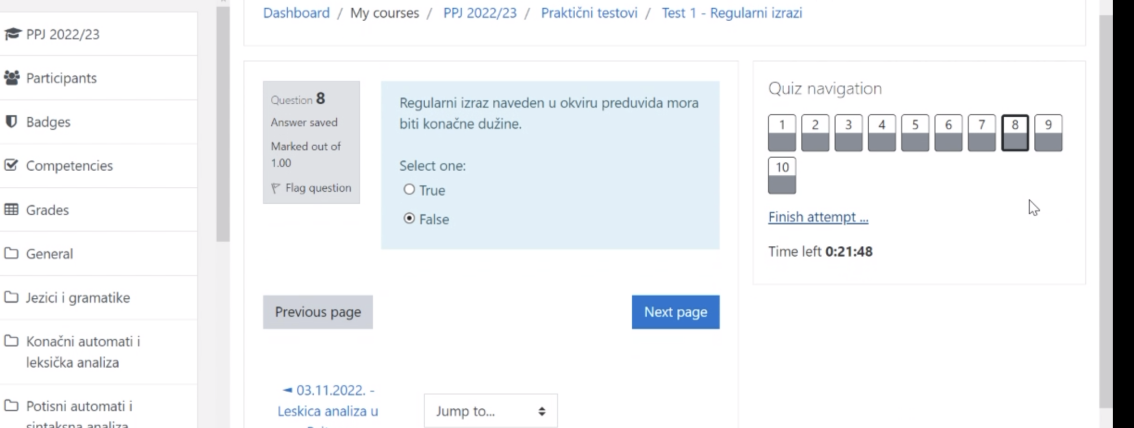 Dashboard / My courses / PPJ 2022/23 / Praktični testovi / Test 1 - Regularni izrazi
PPJ 2022/23
Participants
Badges
Competencies
Grades
General
Jezici i gramatike
Konačni automati i
leksička analiza
Potisni automati i
sintaksna analiza
Question 8
Answer saved
Marked out of
1.00
Flag question
Regularni izraz naveden u okviru preduvida mora
biti konačne dužine.
Select one:
True
False
Previous page
Next page
◄ 03.11.2022. -
Leskica analiza u
Jump to...
Quiz navigation
1 2 3 4 5 6 7 8 9
10
Finish attempt ...
Time left 0:21:48